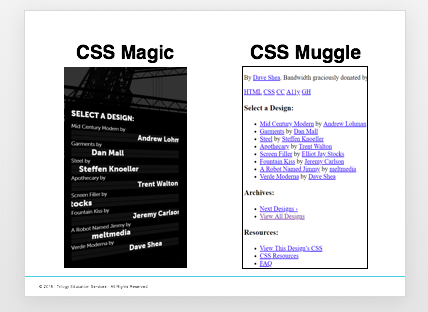 CSS Magic
SELECT A DESIGN:
Mid Century Modern by
Andrew Lohm
Garments by
Dan Mall
Steel by
Steffen Knoeller
Apothecary by
Trent Walton
Screen Filler by
tocks
Fountain Kiss by
Jeremy Carlson
A Robot Named Jimmy by
meltmedia
Verde Moderna by
Dave Shea
CSS Muggle
By Dave Shea. Bandwidth graciously donated by
HTML CSS CC A11y GH
Select a Design:
Mid Century Modern by Andrew Lohman
Garments by Dan Mall
Steel by Steffen Knoeller
Apothecary by Trent Walton
Screen Filler by Elliot Jay Stocks
Fountain Kiss by Jeremy Carlson
A Robot Named Jimmy by meltmedia
Verde Moderna by Dave Shea
Archives:
Next Designs ›
View All Designs
Resources:
View This Design's CSS
CSS Resources
FAQ
Trilogy Education Services - All Rights Reserved